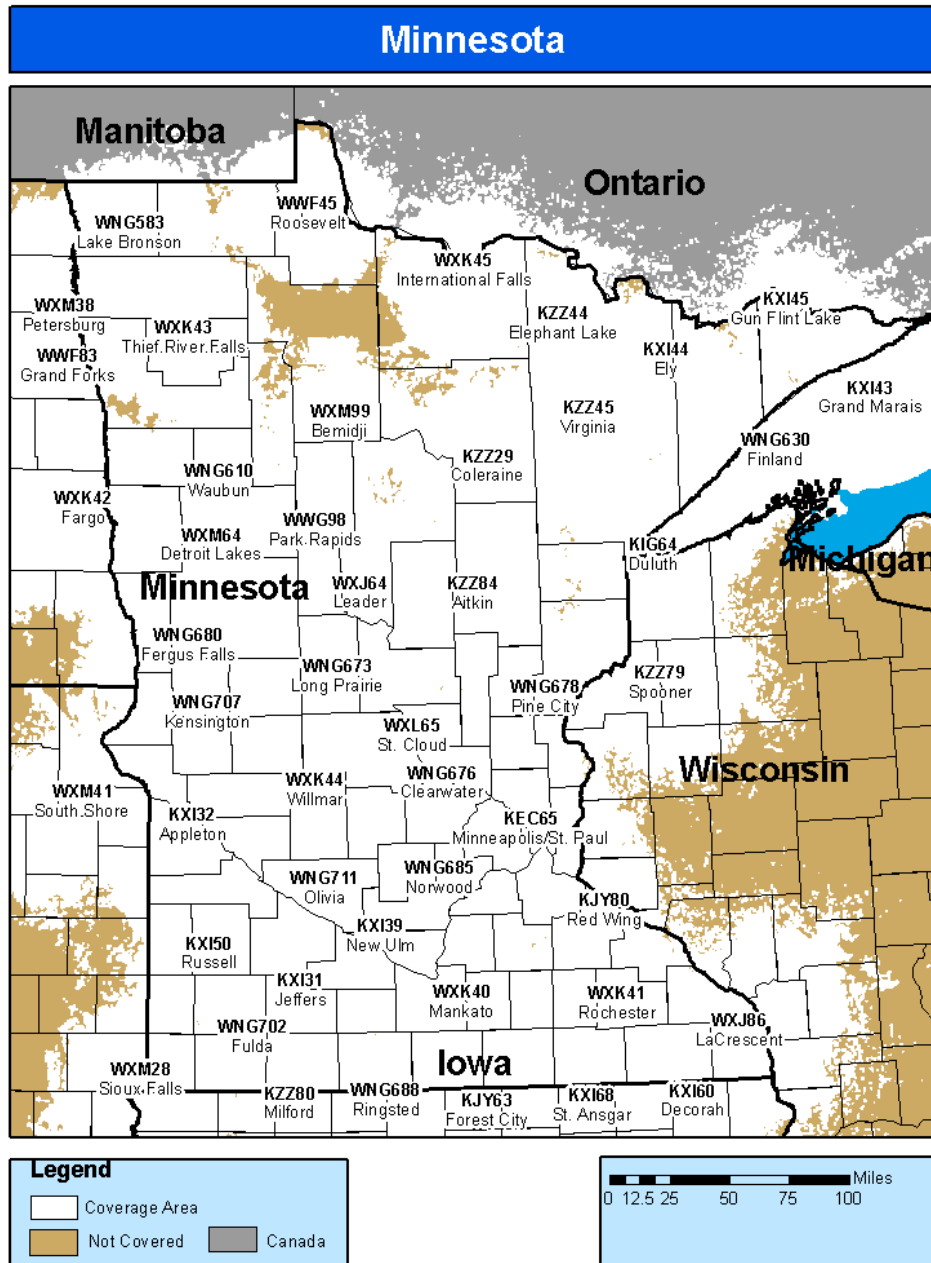 Minnesota
Manitoba
Ontario
WWF45
Roosevelt
WNG583
Lake Bronson
WXK45
International Falls
WXM38
Petersburg
WXK43
Thief.River.Falls
KZZ44
Elephant Lake
KXI45
Gun Flint Lake
WWF83
Grand Forks
KXI44
Ely
KXI43
Grand Marais
WXM99
Bemidji
KZZ45
Virginia
WNG630
Finland
KZZ29
Coleraine
WNG610
Waubun
WXK42
Fargo
WXM64
Detroit Lakes
WWG98
Park.Rapids
KIG64
Duluth
Michigan
Minnesota
WXJ64
Leader
KZZ84
Aitkin
WNG680
Fergus Falls
WNG673
Long Prairie
WNG678
Pine City
KZZ79
Spooner
WNG707
Kensington
WXL65
St. Cloud
Wisconsin
WXM41
South.Shore
WXK44
Willmar
WNG676
Clearwater
KXI32
Appleton
KEC65
Minneapolis/St. Paul
WNG711
Olivia
WNG685
Norwood
KJY80
Red Wing
KXI50
Russell
KXI39
New Ulm
KXI31
Jeffers
WXK40
Mankato
WXK41
Rochester
WNG702
Fulda
WXJ86
LaCrescent
Iowa
WXM28
Sioux.Falls
KZZ80
Milford
WNG688
Ringsted
KJY63
Forest City
KXI68
St. Ansgar
KXI60
Decorah
Legend
Coverage Area
Not Covered
Canada
Miles
0 12.5 25 50 75 100